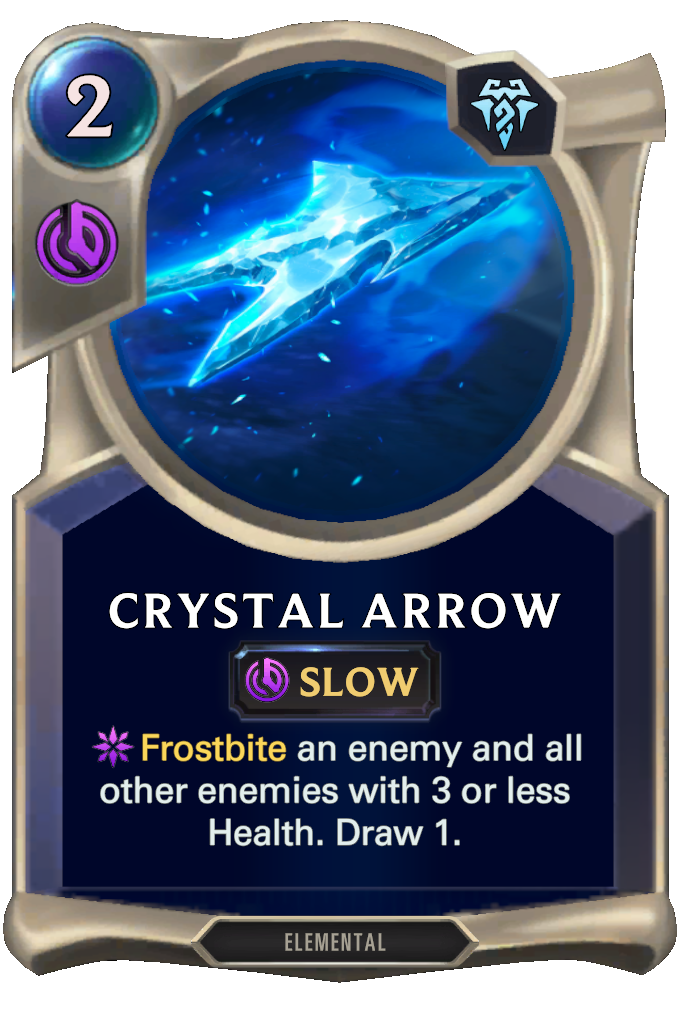 2
CRYSTAL ARROW
SLOW
Frostbite an enemy and all
other enemies with 3 or less
Health. Draw 1.
ELEMENTAL